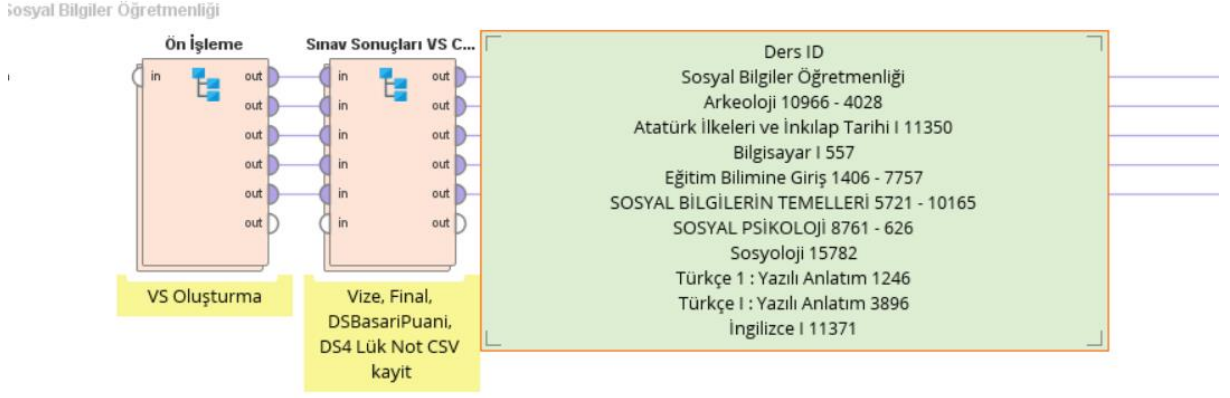 Sosyal Bilgiler Öğretmenliği
Ön İşleme
in
out
out
out
out
out
out
VS Oluşturma
Sınav Sonuçları VS C...
in
out
in
out
in
out
in
out
in
out
in
out
Vize, Final,
DSBasariPuani,
DS4 Lük Not CSV
kayit
Ders ID
Sosyal Bilgiler Öğretmenliği
Arkeoloji 10966 - 4028
Atatürk İlkeleri ve İnkılap Tarihi I 11350
Bilgisayar I 557
Eğitim Bilimine Giriş 1406 - 7757
SOSYAL BİLGİLERİN TEMELLERİ 5721 - 10165
SOSYAL PSİKOLOJİ 8761 - 626
Sosyoloji 15782
Türkçe 1 : Yazılı Anlatım 1246
Türkçe I : Yazılı Anlatım 3896
İngilizce I 11371